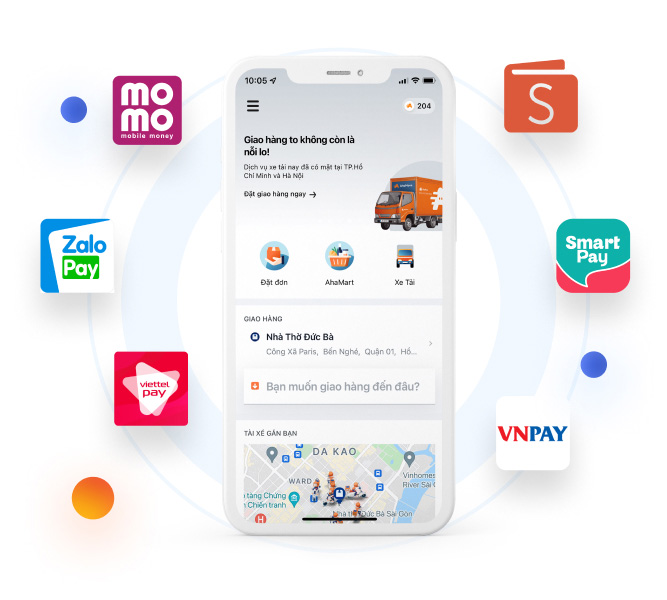 mo
mo
mobile money
Zalo
Pay
viettel
pay
S
Smart
Pay
VNPAY
10:05
204
Giao hàng to không còn là
nỗi lo!
Dịch vụ xe tải nay đã có mặt tại TP.Hồ
Chí Minh và Hà Nội
Đặt giao hàng ngay →
Đặt đơn
AhaMart
Xe Tải
GIAO HÀNG
Nhà Thờ Đức Bà
Công Xã Paris, Bến Nghé, Quận 01, Hồ...
Bạn muốn giao hàng đến đâu?
TÀI XẾ GẦN BẠN
DA KAO
WARD
Vinhomes
River Sài
tàng Chứng
Chiến tranh
H
Nhà thờ Đức Bà Sài Gòn